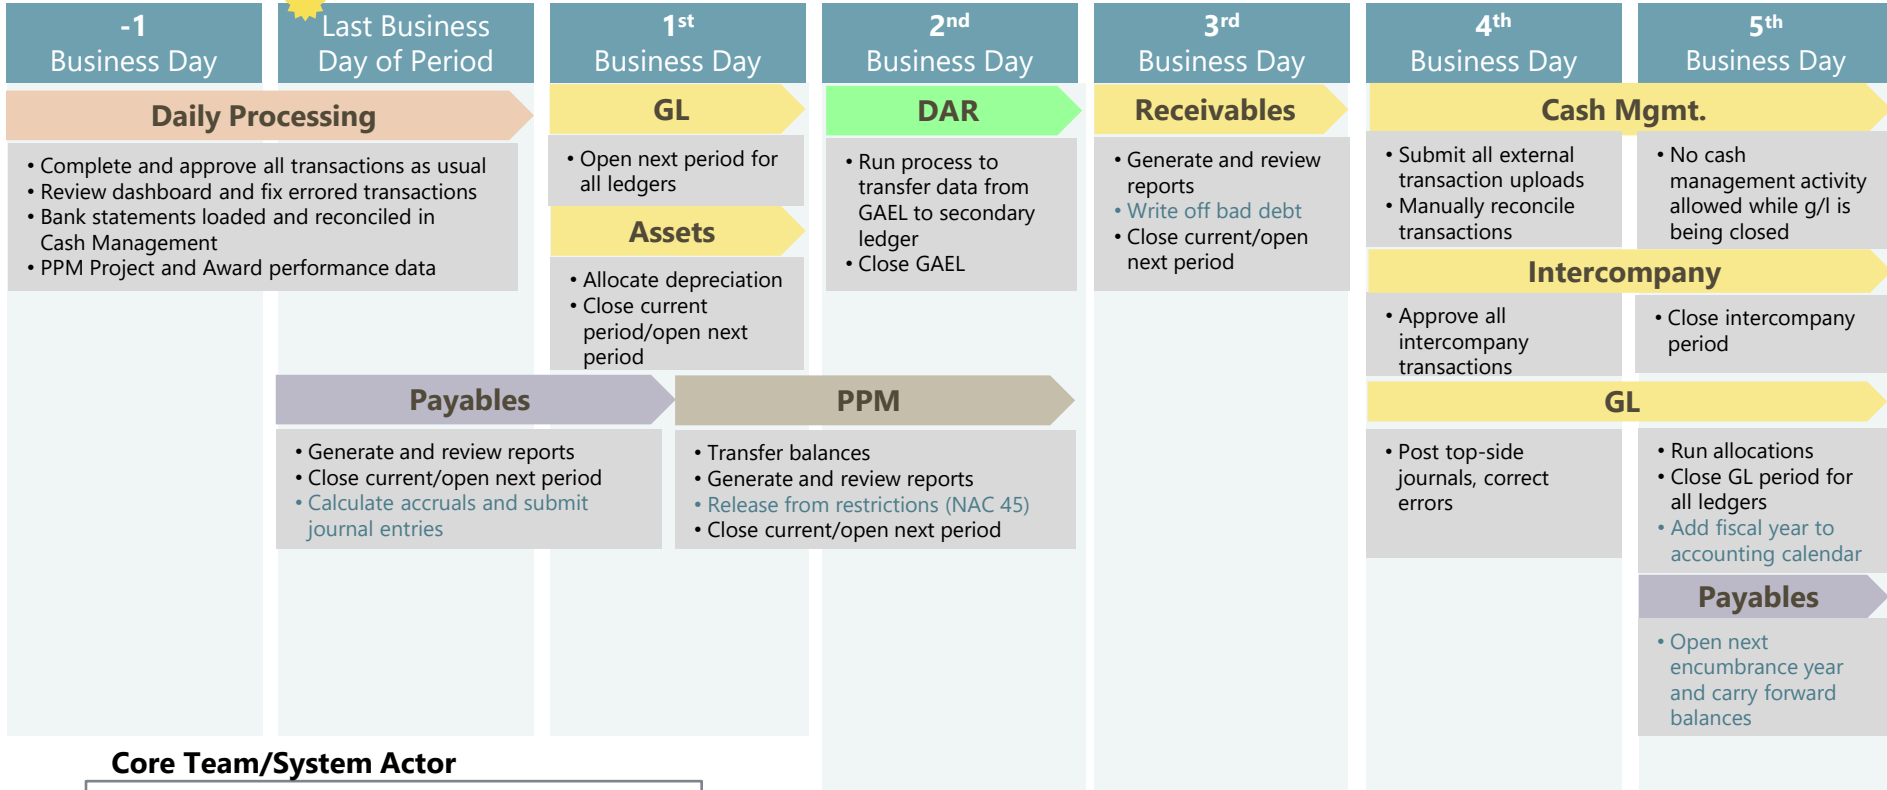 -1
Business Day
Last Business
Day of Period
1st
Business Day
2nd
Business Day
3rd
Business Day
4th
Business Day
5th
Business Day
Daily Processing
• Complete and approve all transactions as usual
• Review dashboard and fix errored transactions
• Bank statements loaded and reconciled in
Cash Management
• PPM Project and Award performance data
GL
• Open next period for
all ledgers
Assets
• Allocate depreciation
• Close current
period/open next
period
DAR
• Run process to
transfer data from
GAEL to secondary
ledger
• Close GAEL
Receivables
• Generate and review
reports
• Write off bad debt
• Close current/open
next period
Cash Mgmt.
• Submit all external
transaction uploads
• Manually reconcile
transactions
• No cash
management activity
allowed while g/l is
being closed
Intercompany
• Approve all
intercompany
transactions
• Close intercompany
period
Payables
• Generate and review reports
• Close current/open next period
• Calculate accruals and submit
journal entries
PPM
• Transfer balances
• Generate and review reports
• Release from restrictions (NAC 45)
• Close current/open next period
GL
• Post top-side
journals, correct
errors
• Run allocations
• Close GL period for
all ledgers
• Add fiscal year to
accounting calendar
Payables
• Open next
encumbrance year
and carry forward
balances
Core Team/System Actor